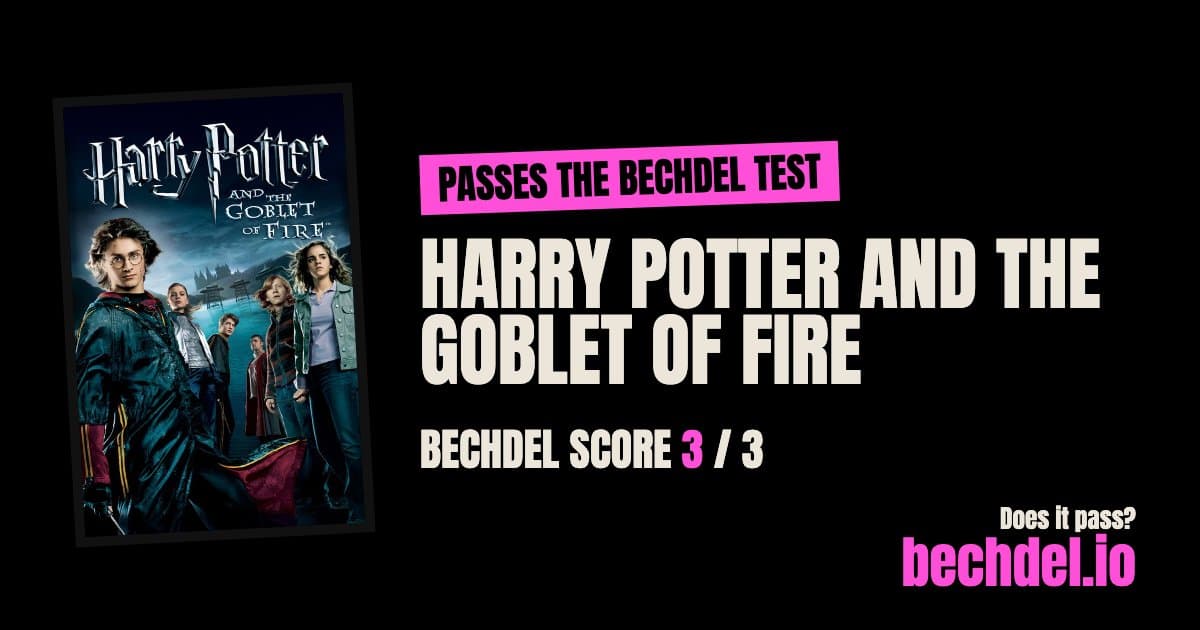 Harry Potter
AND THE
GOBLET
OF FIRE
PASSES THE BECHDEL TEST
HARRY POTTER AND THE
GOBLET OF FIRE
BECHDEL SCORE 3 / 3
Does it pass?
bechdel.io